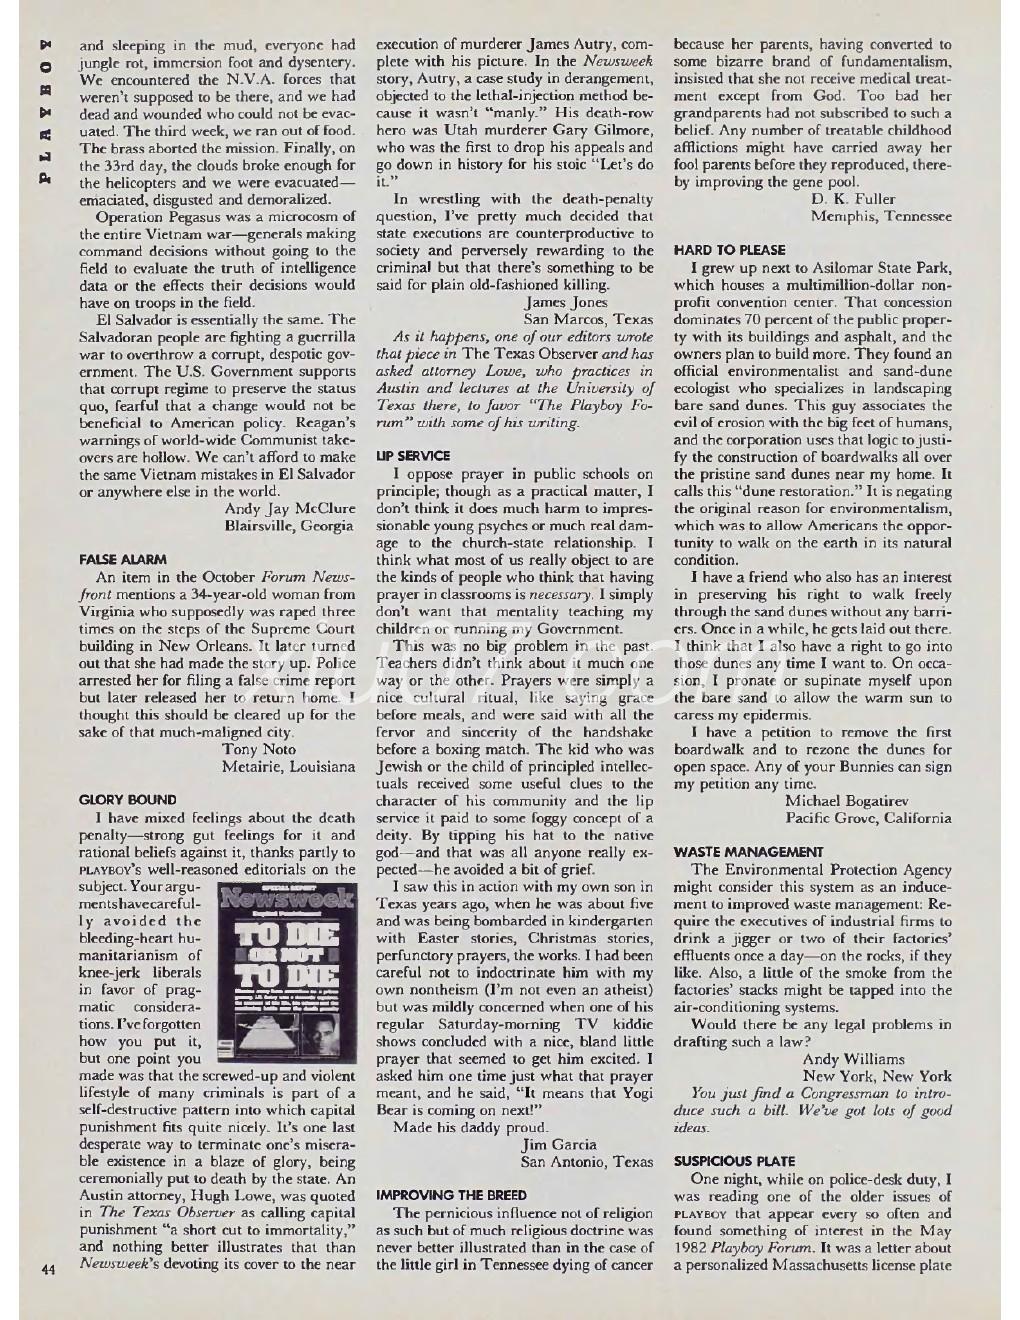 PLAYBOY
and sleeping in the mud, everyone had
jungle rot, immersion foot and dysentery.
We encountered the N.V.A. forces that
weren't supposed to be there, and we had
dead and wounded who could not be evac-
uated. The third week, we ran out of food.
The brass aborted the mission. Finally, on
the 33rd day, the clouds broke enough for
the helicopters and we were evacuated—
emaciated, disgusted and demoralized.
Operation Pegasus was a microcosm of
the entire Vietnam war—generals making
command decisions without going to the
field to evaluate the truth of intelligence
data or the effects their decisions would
have on troops in the field.
El Salvador is essentially the same. The
Salvadoran people are fighting a guerrilla
war to overthrow a corrupt, despotic gov-
ernment. The U.S. Government supports
that corrupt regime to preserve the status
quo, fearful that a change would not be
beneficial to American policy. Reagan's
warnings of world-wide Communist take-
overs are hollow. We can't afford to make
the same Vietnam mistakes in El Salvador
or anywhere else in the world.
Andy Jay McClure
Blairsville, Georgia
FALSE ALARM
An item in the October Forum News-
front mentions a 34-year-old woman from
Virginia who supposedly was raped three
times on the steps of the Supreme Court
building in New Orleans. It later turned
out that she had made the story up. Police
arrested her for filing a false crime report
but later released her to return home. I
thought this should be cleared up for the
sake of that much-maligned city.
Tony Noto
Metairie, Louisiana
GLORY BOUND
I have mixed feelings about the death
penalty—strong gut feelings for it and
rational beliefs against it, thanks partly to
PLAYBOY's well-reasoned editorials on the
subject. Your argu-
ments have careful-
ly avoided the
bleeding-heart hu-
manitarianism of
knee-jerk liberals
in favor of prag-
matic considera-
tions. I've forgotten
how you put it,
but one point you
SPECIAL REPORT
Newsweek
Capital Punishment
TO DIE
OR NOT
TO DIE
made was that the screwed-up and violent
lifestyle of many criminals is part of a
self-destructive pattern into which capital
punishment fits quite nicely. It's one last
desperate way to terminate one's misera-
ble existence in a blaze of glory, being
ceremonially put to death by the state. An
Austin attorney, Hugh Lowe, was quoted
in The Texas Observer as calling capital
punishment "a short cut to immortality,"
and nothing better illustrates that than
Newsweek's devoting its cover to the near
44
execution of murderer James Autry, com-
plete with his picture. In the Newsweek
story, Autry, a case study in derangement,
objected to the lethal-injection method be-
cause it wasn't "manly." His death-row
hero was Utah murderer Gary Gilmore,
who was the first to drop his appeals and
go down in history for his stoic "Let's do
it."
In wrestling with the death-penalty
question, I've pretty much decided that
state executions are counterproductive to
society and perversely rewarding to the
criminal but that there's something to be
said for plain old-fashioned killing.
James Jones
San Marcos, Texas
As it happens, one of our editors wrote
that piece in The Texas Observer and has
asked attorney Lowe, who practices in
Austin and lectures at the University of
Texas there, to favor "The Playboy Fo-
rum" with some of his writing.
LIP SERVICE
I oppose prayer in public schools on
principle; though as a practical matter, I
don't think it does much harm to impres-
sionable young psyches or much real dam-
age to the church-state relationship. I
think what most of us really object to are
the kinds of people who think that having
prayer in classrooms is necessary. I simply
don't want that mentality teaching my
children or running my Government.
This was no big problem in the past.
Teachers didn't think about it much one
way or the other. Prayers were simply a
nice cultural ritual, like saying grace
before meals, and were said with all the
fervor and sincerity of the handshake
before a boxing match. The kid who was
Jewish or the child of principled intellec-
tuals received some useful clues to the
character of his community and the lip
service it paid to some foggy concept of a
deity. By tipping his hat to the native
god—and that was all anyone really ex-
pected—he avoided a bit of grief.
I saw this in action with my own son in
Texas years ago, when he was about five
and was being bombarded in kindergarten
with Easter stories, Christmas stories,
perfunctory prayers, the works. I had been
careful not to indoctrinate him with my
own nontheism (I'm not even an atheist)
but was mildly concerned when one of his
regular Saturday-morning TV kiddie
shows concluded with a nice, bland little
prayer that seemed to get him excited. I
asked him one time just what that prayer
meant, and he said, "It means that Yogi
Bear is coming on next!"
Made his daddy proud.
Jim Garcia
San Antonio, Texas
IMPROVING THE BREED
The pernicious influence not of religion
as such but of much religious doctrine was
never better illustrated than in the case of
the little girl in Tennessee dying of cancer
because her parents, having converted to
some bizarre brand of fundamentalism,
insisted that she not receive medical treat-
ment except from God. Too bad her
grandparents had not subscribed to such a
belief. Any number of treatable childhood
afflictions might have carried away her
fool parents before they reproduced, there-
by improving the gene pool.
D. K. Fuller
Memphis, Tennessee
HARD TO PLEASE
I grew up next to Asilomar State Park,
which houses a multimillion-dollar non-
profit convention center. That concession
dominates 70 percent of the public proper-
ty with its buildings and asphalt, and the
owners plan to build more. They found an
official environmentalist and sand-dune
ecologist who specializes in landscaping
bare sand dunes. This guy associates the
evil of erosion with the big feet of humans,
and the corporation uses that logic to justi-
fy the construction of boardwalks all over
the pristine sand dunes near my home. It
calls this "dune restoration." It is negating
the original reason for environmentalism,
which was to allow Americans the oppor-
tunity to walk on the earth in its natural
condition.
I have a friend who also has an interest
in preserving his right to walk freely
through the sand dunes without any barri-
ers. Once in a while, he gets laid out there.
I think that I also have a right to go into
those dunes any time I want to. On occa-
sion, I pronate or supinate myself upon
the bare sand to allow the warm sun to
caress my epidermis.
I have a petition to remove the first
boardwalk and to rezone the dunes for
open space. Any of your Bunnies can sign
my petition any time.
Michael Bogatirev
Pacific Grove, California
WASTE MANAGEMENT
The Environmental Protection Agency
might consider this system as an induce-
ment to improved waste management: Re-
quire the executives of industrial firms to
drink a jigger or two of their factories'
effluents once a day—on the rocks, if they
like. Also, a little of the smoke from the
factories' stacks might be tapped into the
air-conditioning systems.
Would there be any legal problems in
drafting such a law?
Andy Williams
New York, New York
You just find a Congressman to intro-
duce such a bill. We've got lots of good
ideas.
SUSPICIOUS PLATE
One night, while on police-desk duty, I
was reading one of the older issues of
PLAYBOY that appear every so often and
found something of interest in the May
1982 Playboy Forum. It was a letter about
a personalized Massachusetts license plate